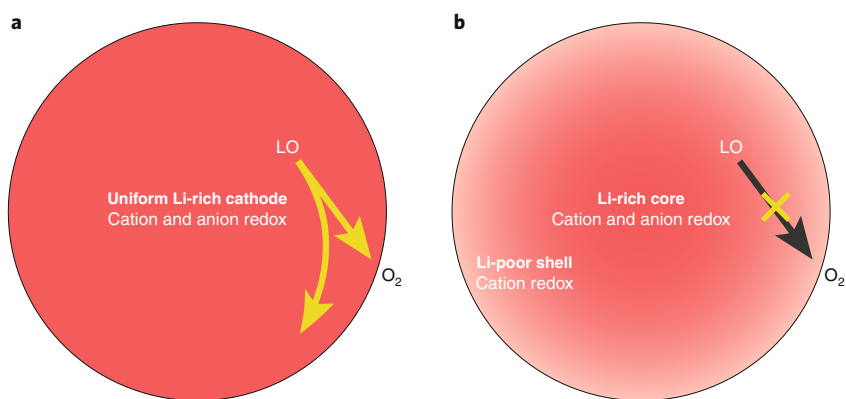 a
LO
Uniform Li-rich cathode
Cation and anion redox
O₂
b
LO
Li-rich core
Cation and anion redox
Li-poor shell
Cation redox
O₂